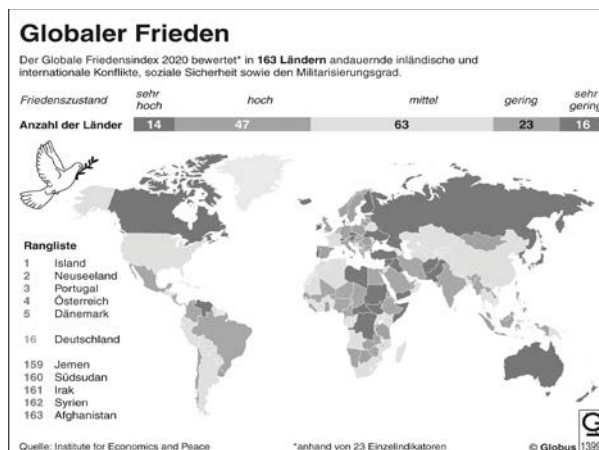 Globaler Frieden
Der Globale Friedensindex 2020 bewertet* in 163 Ländern andauernde inländische und
internationale Konflikte, soziale Sicherheit sowie den Militarisierungsgrad.
Friedenszustand sehr hoch hoch mittel gering sehr gering
Anzahl der Länder 14 47 63 23 16
Rangliste
1 Island
2 Neuseeland
3 Portugal
4 Österreich
5 Dänemark
16 Deutschland
159 Jemen
160 Südsudan
161 Irak
162 Syrien
163 Afghanistan
G
Quelle: Institute for Economics and Peace *anhand von 23 Einzelindikatoren © Globus 1399